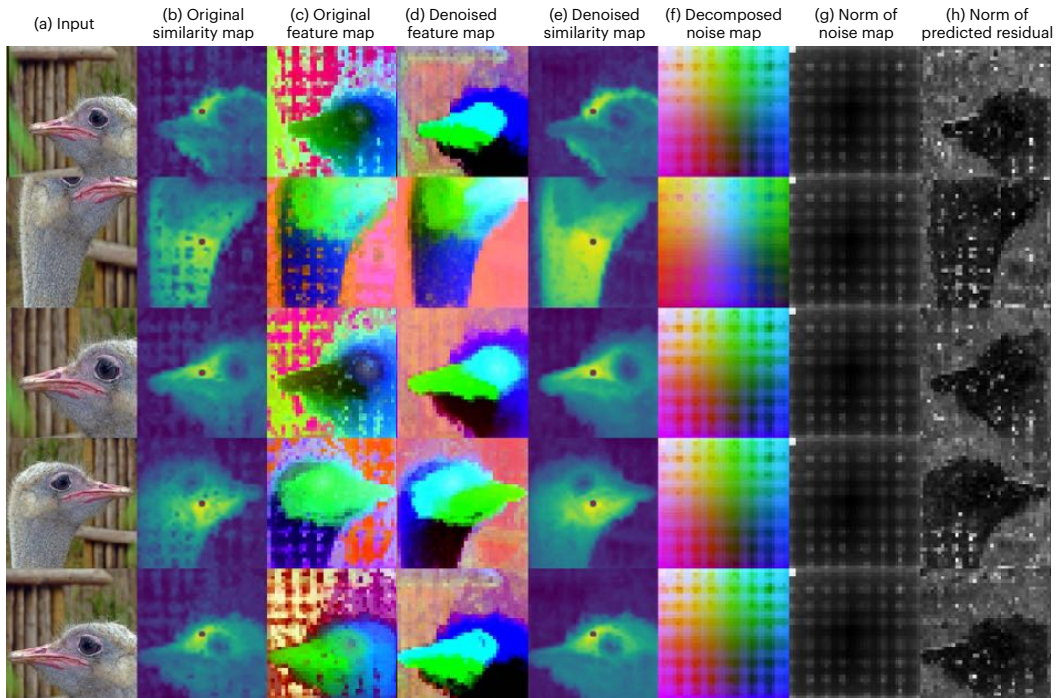 (a) Input
(b) Original
similarity map
(c) Original
feature map
(d) Denoised
feature map
(e) Denoised
similarity map
(f) Decomposed
noise map
(g) Norm of
noise map
(h) Norm of
predicted residual